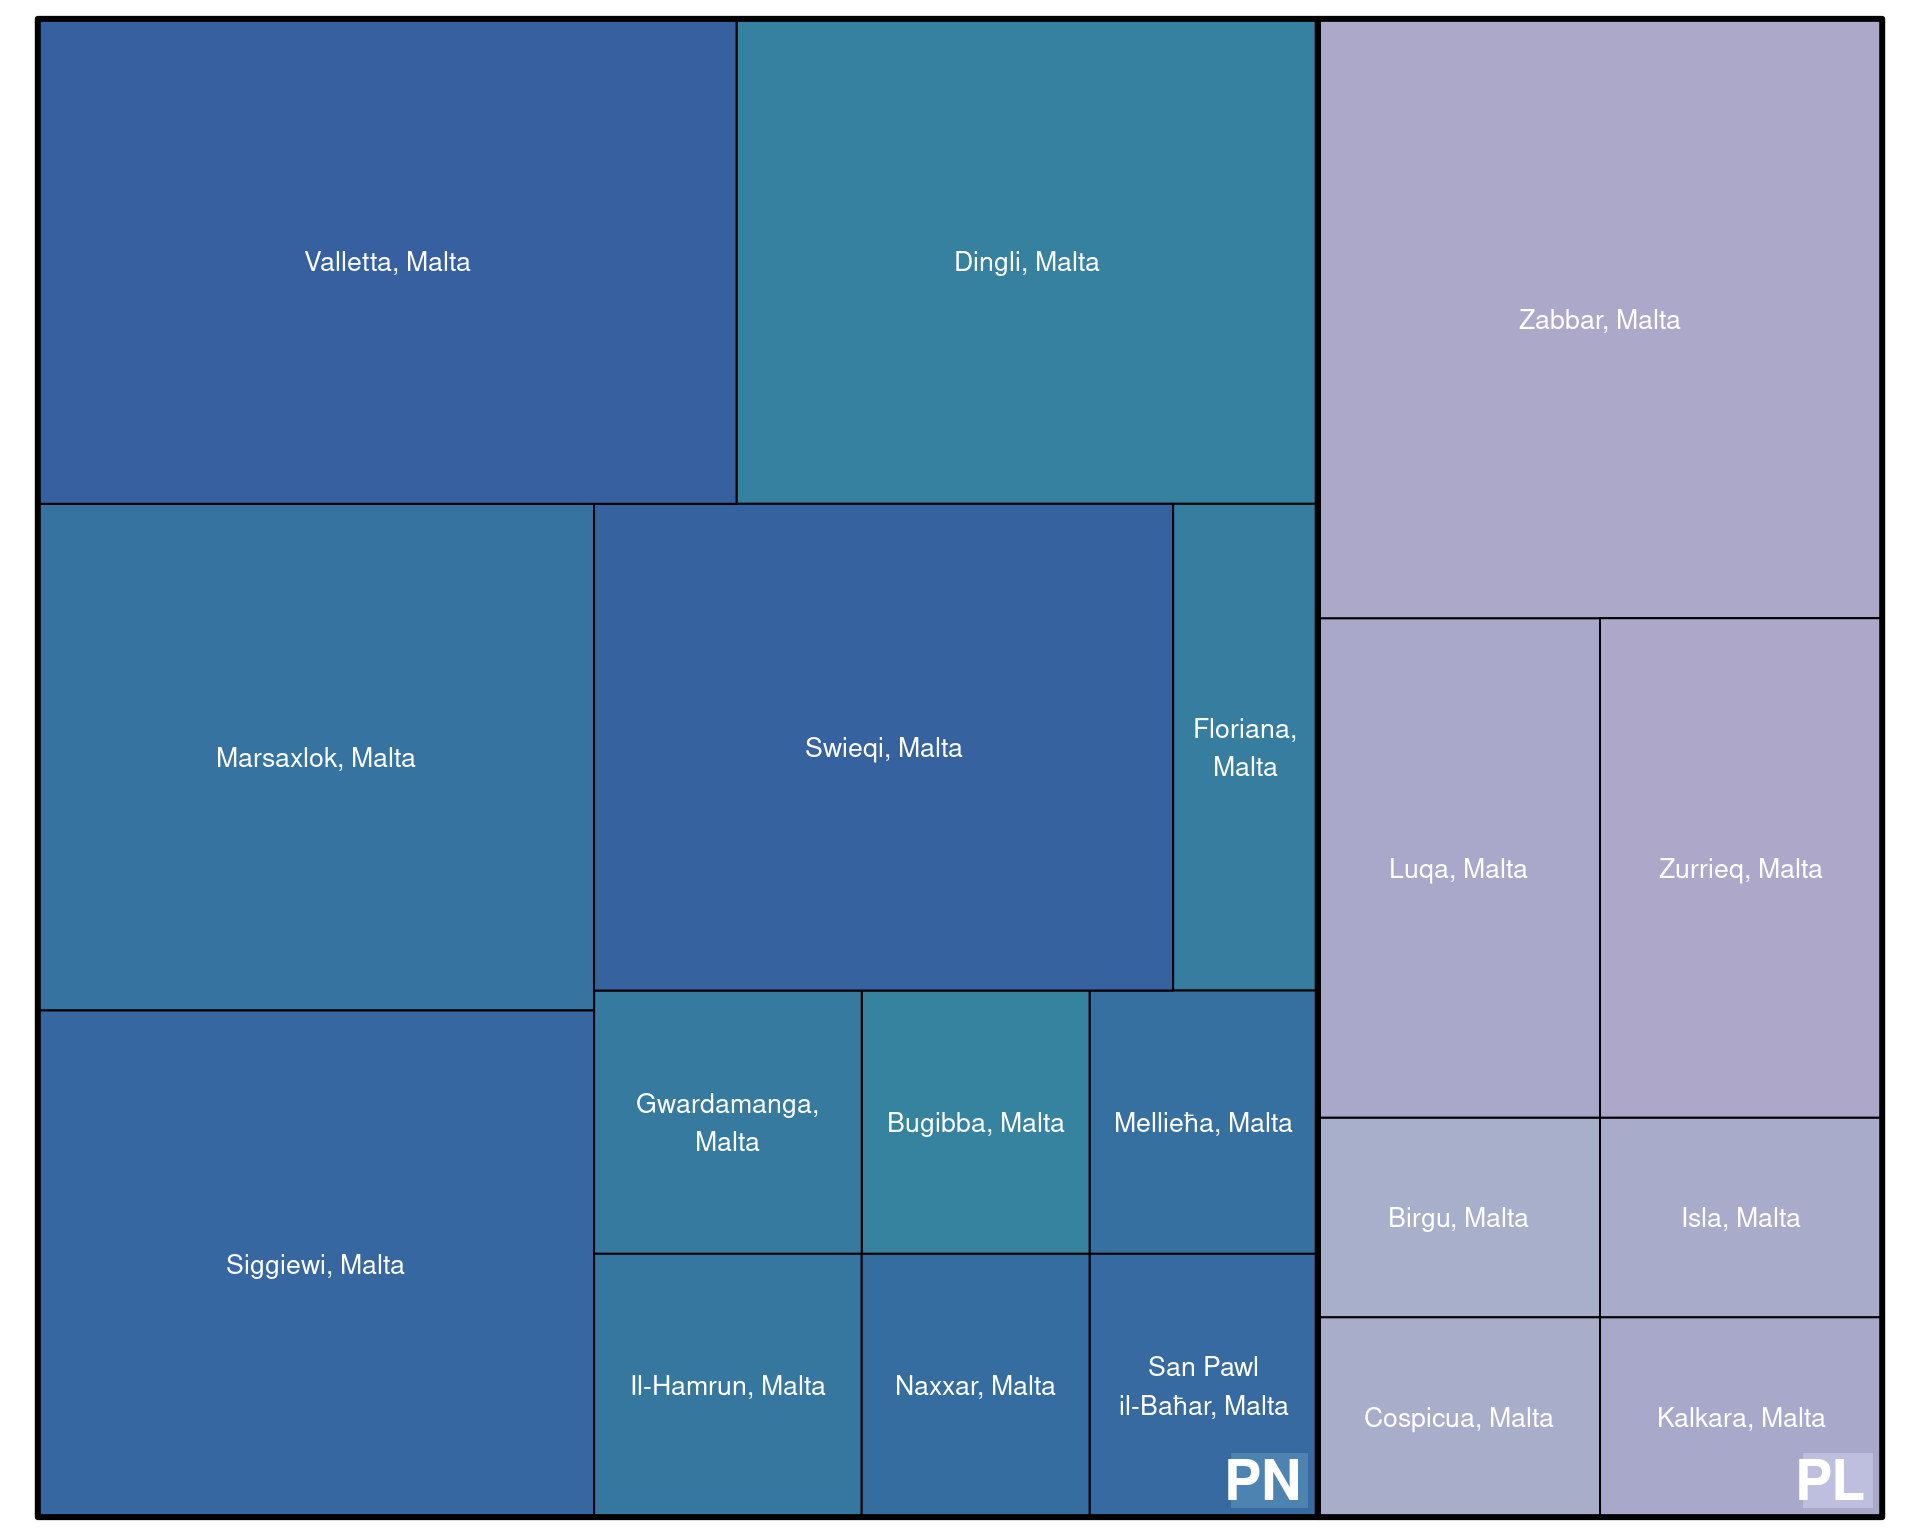 Valletta, Malta
Dingli, Malta
Zabbar, Malta
Marsaxlok, Malta
Swieqi, Malta
Floriana,
Malta
Luqa, Malta
Zurrieq, Malta
Siggiewi, Malta
Gwardamanga,
Malta
Bugibba, Malta
Mellieħa, Malta
Birgu, Malta
Isla, Malta
Il-Hamrun, Malta
Naxxar, Malta
San Pawl
il-Baħar, Malta
Cospicua, Malta
Kalkara, Malta
PN
PL